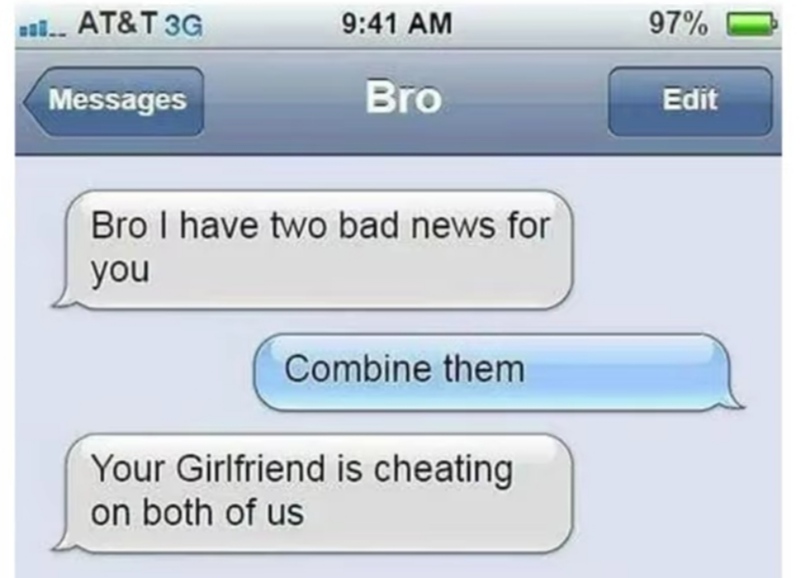 AT&T 3G 9:41 AM 97%
Messages Bro Edit
Bro I have two bad news for
you
Combine them
Your Girlfriend is cheating
on both of us